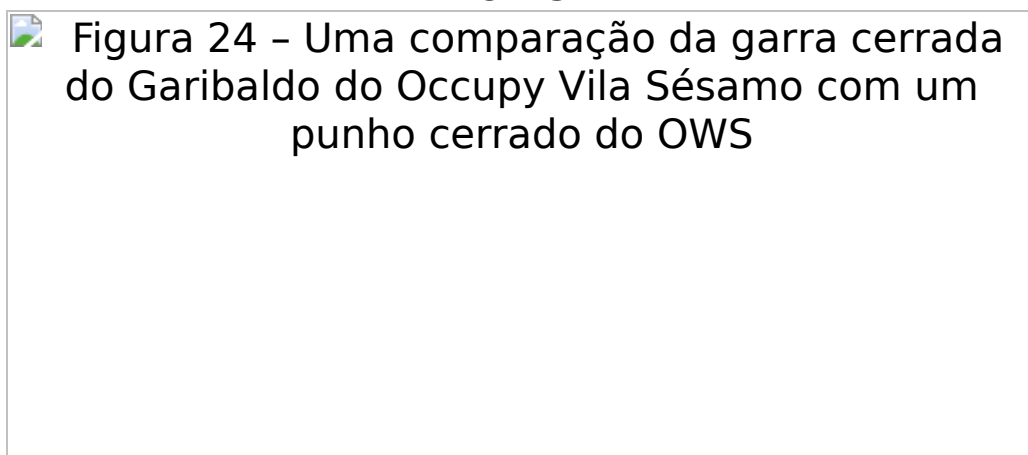 Figura 24 – Uma comparação da garra cerrada
do Garibaldo do Occupy Vila Sésamo com um
punho cerrado do OWS